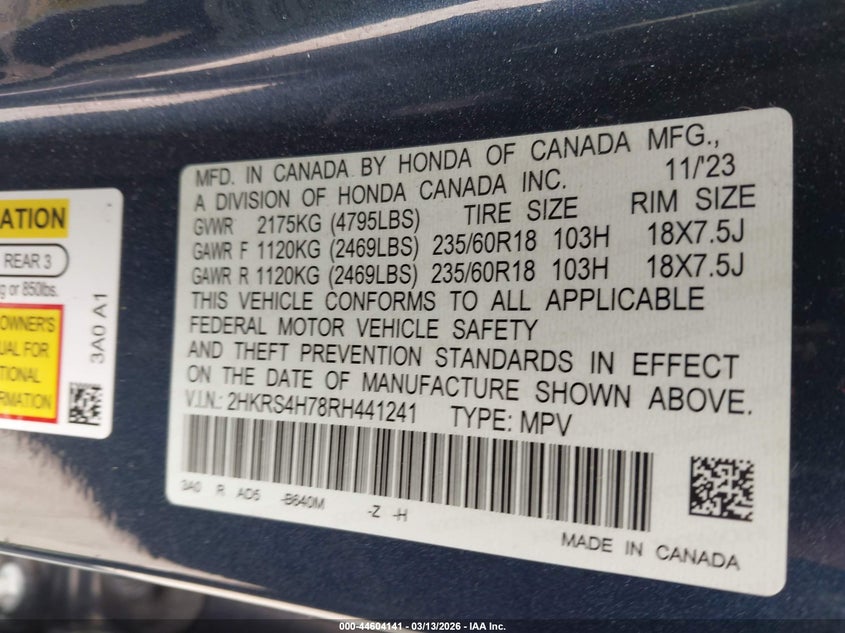 ATION
REAR 3
g or 850lbs.
OWNER'S
UAL FOR
TIONAL
FORMATION
3A0 A1
MFD. IN CANADA BY HONDA OF CANADA MFG.,
A DIVISION OF HONDA CANADA INC. 11/'23
GVWR 2175KG (4795LBS) TIRE SIZE RIM SIZE
GAWR F 1120KG (2469LBS) 235/60R18 103H 18X7.5J
GAWR R 1120KG (2469LBS) 235/60R18 103H 18X7.5J
THIS VEHICLE CONFORMS TO ALL APPLICABLE
FEDERAL MOTOR VEHICLE SAFETY
AND THEFT PREVENTION STANDARDS IN EFFECT
ON THE DATE OF MANUFACTURE SHOWN ABOVE.
V.I.N.: 2HKRS4H78RH441241 TYPE: MPV
3A0 R AD5 -B640M -Z -H
MADE IN CANADA
000-44604141 - 03/13/2026 - IAA Inc.